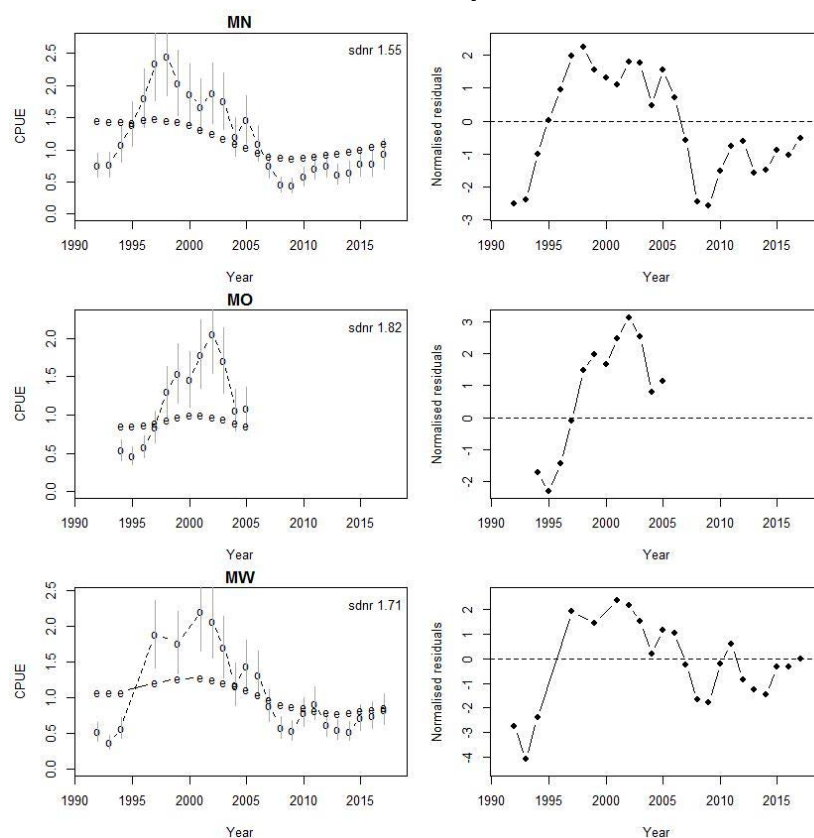 MN
sdnr 1.55
CPUE
0.0 0.5 1.0 1.5 2.0 2.5
1990 1995 2000 2005 2010 2015
Year
Normalised residuals
-3 -2 -1 0 1 2
1990 1995 2000 2005 2010 2015
Year
MO
sdnr 1.82
CPUE
0.0 0.5 1.0 1.5 2.0
1990 1995 2000 2005 2010 2015
Year
Normalised residuals
-2 -1 0 1 2 3
1990 1995 2000 2005 2010 2015
Year
MW
sdnr 1.71
CPUE
0.0 0.5 1.0 1.5 2.0 2.5
1990 1995 2000 2005 2010 2015
Year
Normalised residuals
-4 -3 -2 -1 0 1 2
1990 1995 2000 2005 2010 2015
Year